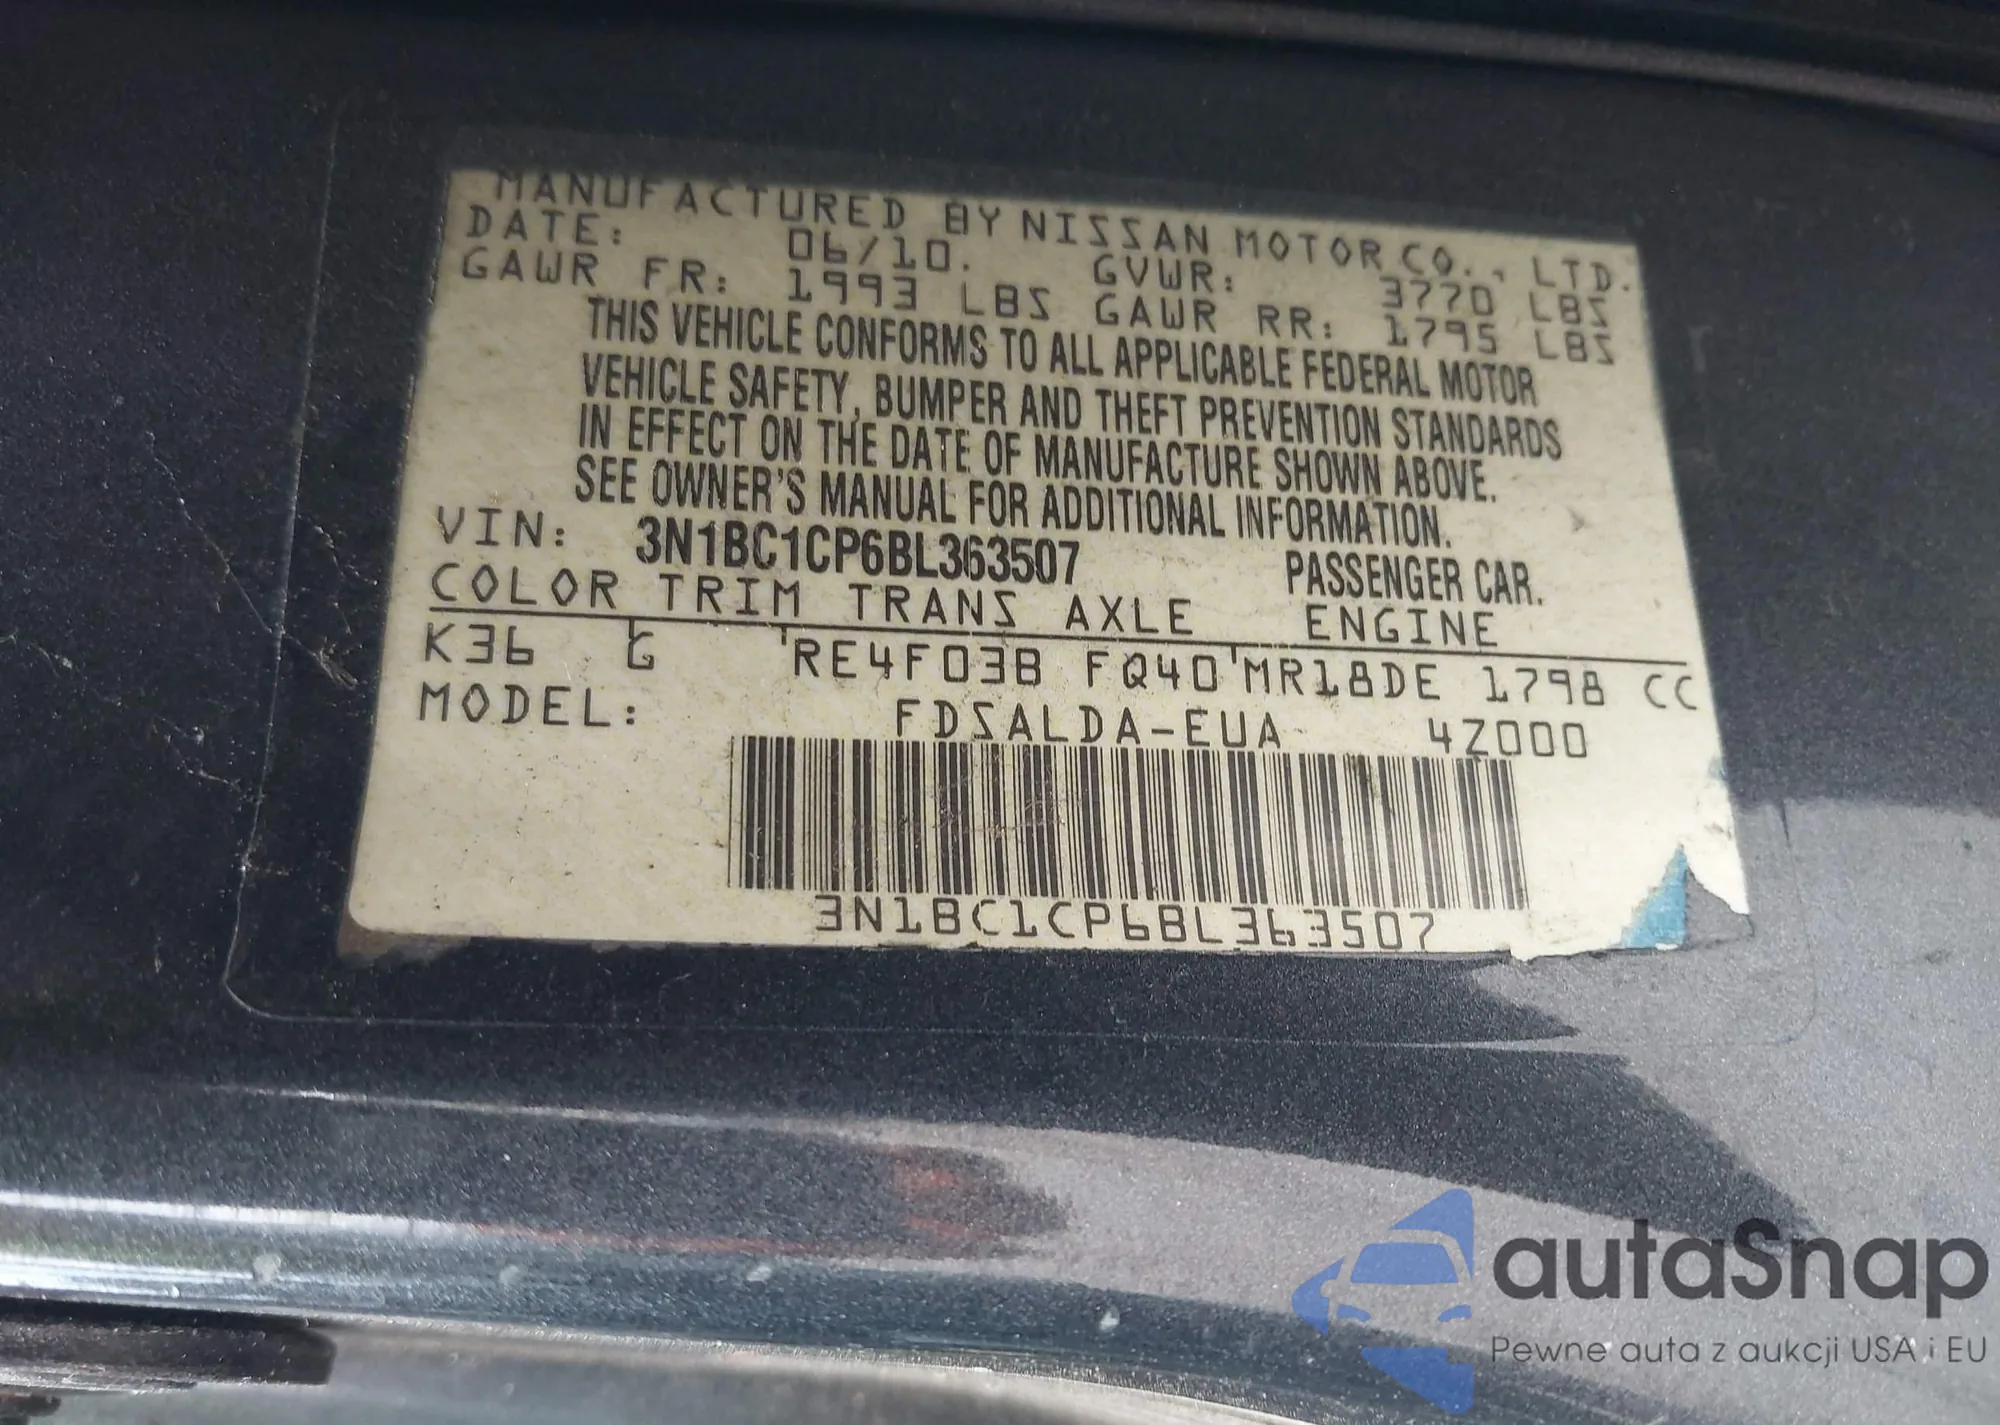 MANUFACTURED BY NISSAN MOTOR CO., LTD.
DATE: 06/10. GVWR: 3770 LBS
GAWR FR: 1993 LBS GAWR RR: 1795 LBS
THIS VEHICLE CONFORMS TO ALL APPLICABLE FEDERAL MOTOR
VEHICLE SAFETY, BUMPER AND THEFT PREVENTION STANDARDS
IN EFFECT ON THE DATE OF MANUFACTURE SHOWN ABOVE.
SEE OWNER'S MANUAL FOR ADDITIONAL INFORMATION.
VIN: 3N1BC1CP6BL363507 PASSENGER CAR.
COLOR TRIM TRANS AXLE ENGINE
K36 G RE4F03B FQ40 MR18DE 1798 CC
MODEL: FDSALDA-EUA 4Z000
3N1BC1CP6BL363507
autaSnap
Pewne auta z aukcji USA i EU